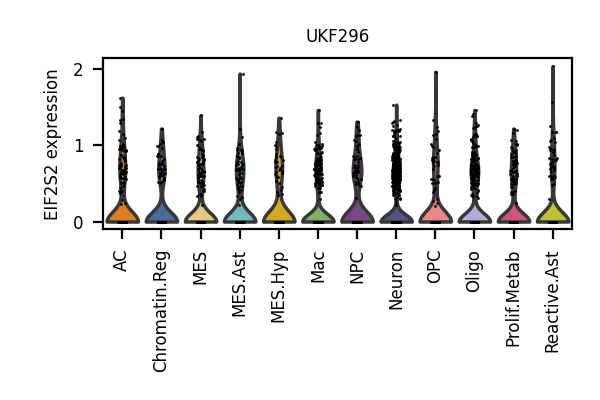 UKF296
EIF2S2 expression
2
1
0
AC
Chromatin.Reg
MES
MES.Ast
MES.Hyp
Mac
NPC
Neuron
OPC
Oligo
Prolif.Metab
Reactive.Ast